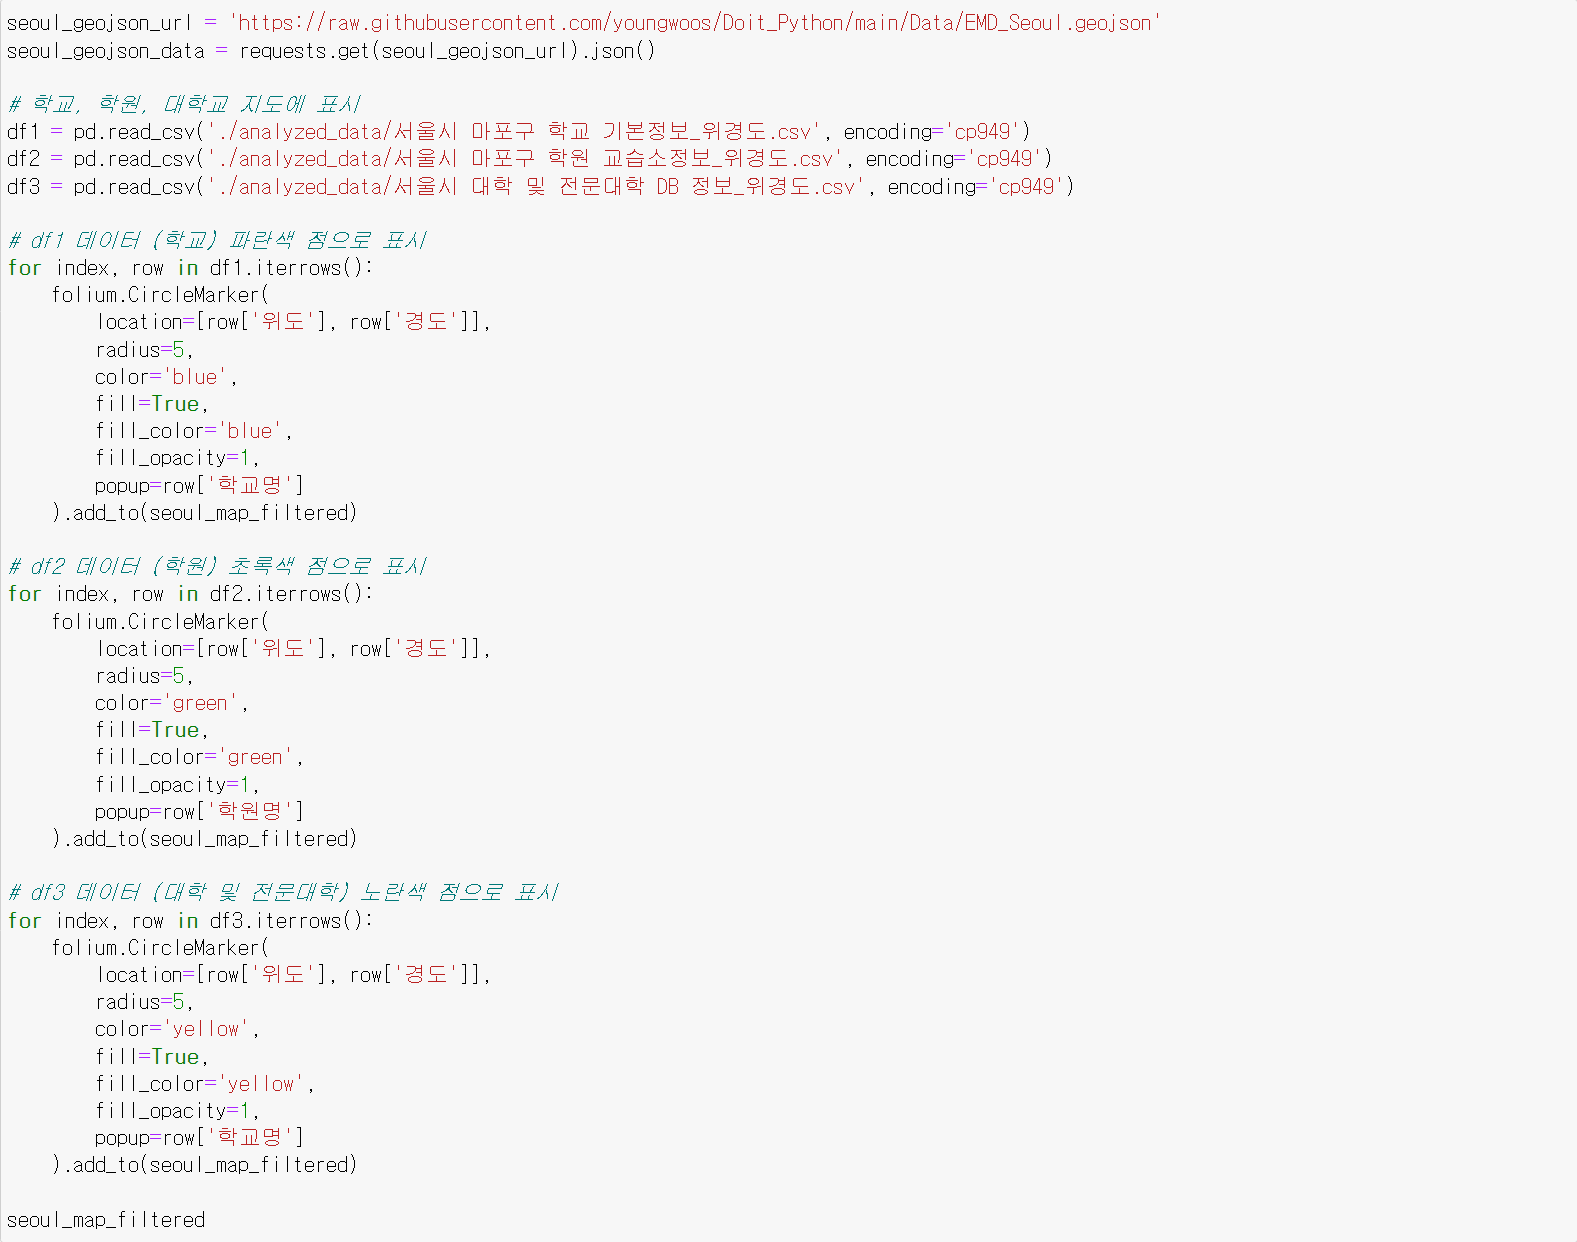 seoul_geojson_url = 'https://raw.githubusercontent.com/youngwoos/Doit_Python/main/Data/EMD_Seoul.geojson'
seoul_geojson_data = requests.get(seoul_geojson_url).json()

# 학교, 학원, 대학교 지도에 표시
df1 = pd.read_csv('./analyzed_data/서울시 마포구 학교 기본정보_위경도.csv', encoding='cp949')
df2 = pd.read_csv('./analyzed_data/서울시 마포구 학원 교습소정보_위경도.csv', encoding='cp949')
df3 = pd.read_csv('./analyzed_data/서울시 대학 및 전문대학 DB 정보_위경도.csv', encoding='cp949')

# df1 데이터 (학교) 파란색 점으로 표시
for index, row in df1.iterrows():
    folium.CircleMarker(
        location=[row['위도'], row['경도']],
        radius=5,
        color='blue',
        fill=True,
        fill_color='blue',
        fill_opacity=1,
        popup=row['학교명']
    ).add_to(seoul_map_filtered)

# df2 데이터 (학원) 초록색 점으로 표시
for index, row in df2.iterrows():
    folium.CircleMarker(
        location=[row['위도'], row['경도']],
        radius=5,
        color='green',
        fill=True,
        fill_color='green',
        fill_opacity=1,
        popup=row['학원명']
    ).add_to(seoul_map_filtered)

# df3 데이터 (대학 및 전문대학) 노란색 점으로 표시
for index, row in df3.iterrows():
    folium.CircleMarker(
        location=[row['위도'], row['경도']],
        radius=5,
        color='yellow',
        fill=True,
        fill_color='yellow',
        fill_opacity=1,
        popup=row['학교명']
    ).add_to(seoul_map_filtered)

seoul_map_filtered